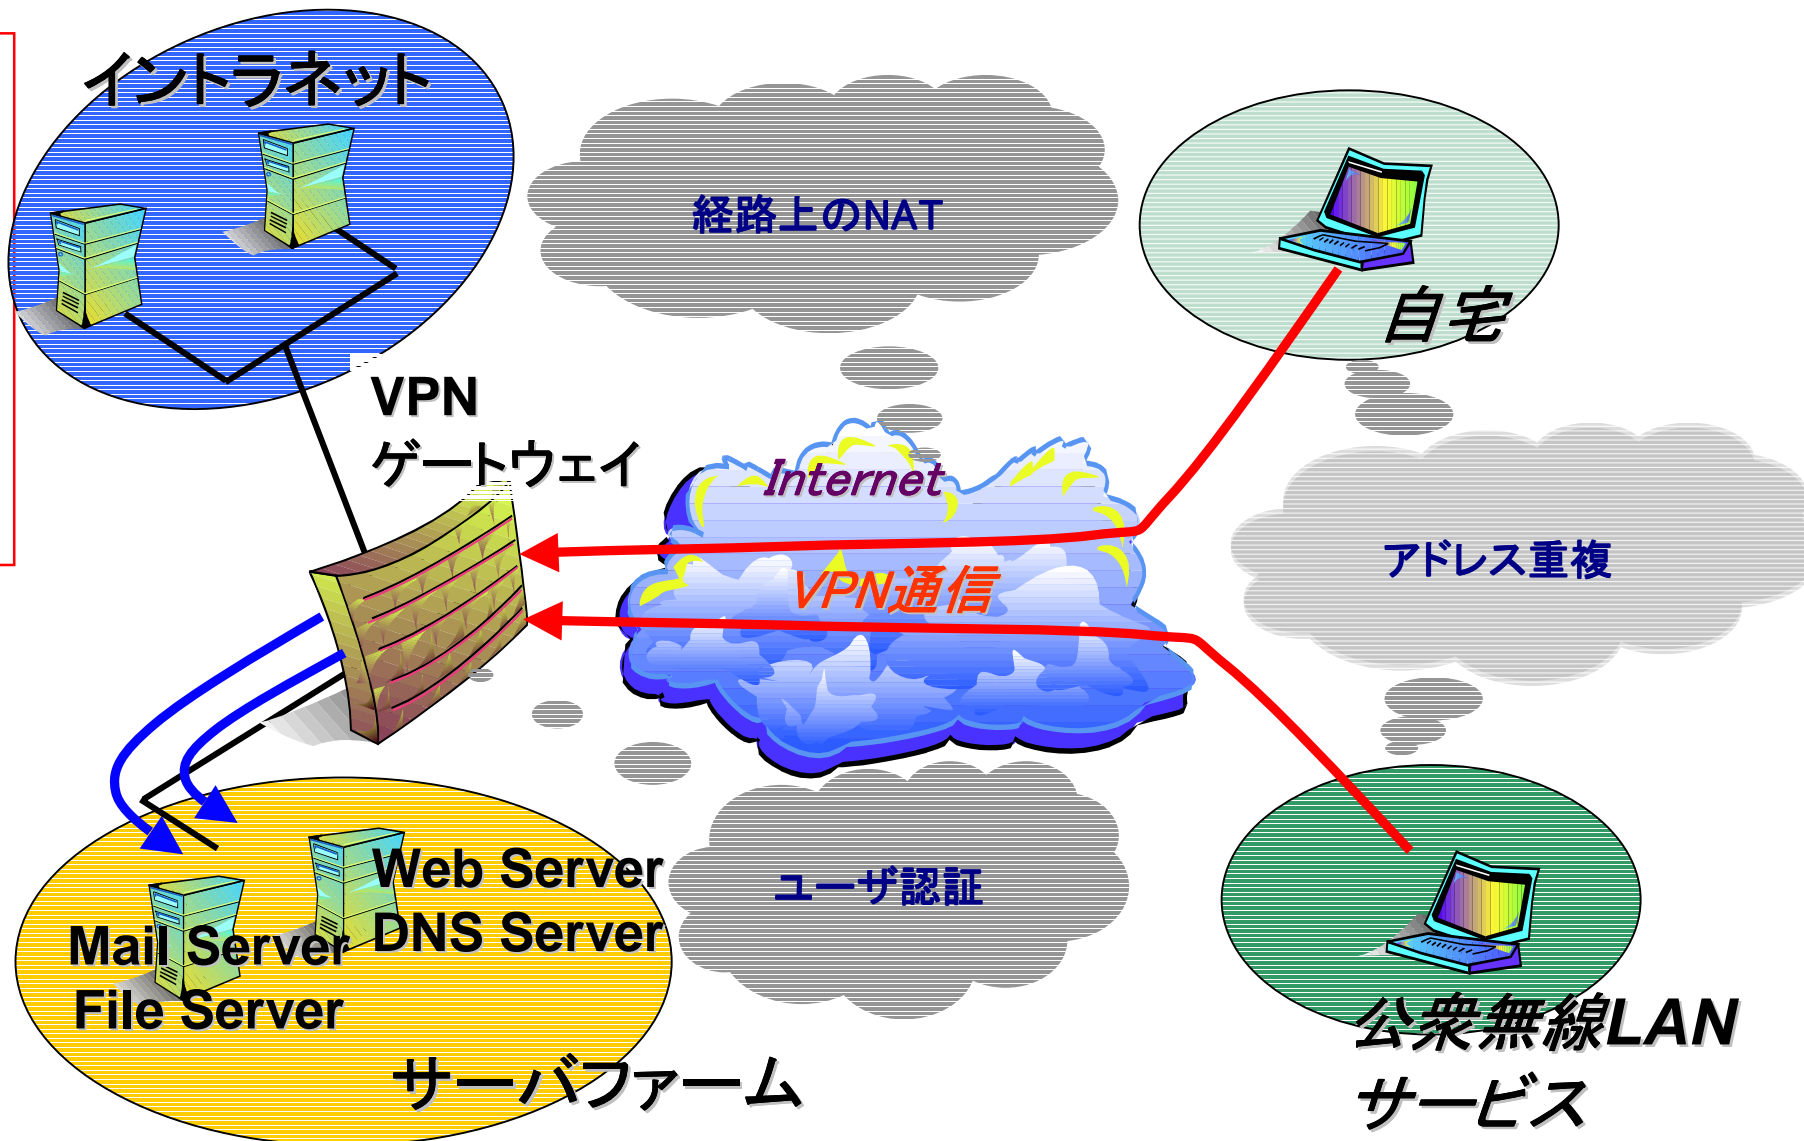 イントラネット
経路上のNAT
自宅
VPN
ゲートウェイ
Internet
アドレス重複
VPN通信
ユーザ認証
Web Server
DNS Server
Mail Server
File Server
サーバファーム
公衆無線LAN
サービス